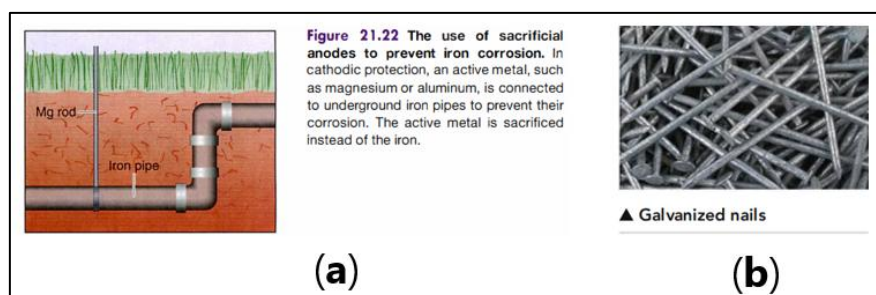 Mg rod
Iron pipe
Figure 21.22 The use of sacrificial
anodes to prevent iron corrosion. In
cathodic protection, an active metal, such
as magnesium or aluminum, is connected
to underground iron pipes to prevent their
corrosion. The active metal is sacrificed
instead of the iron.
(a)
▲ Galvanized nails
(b)